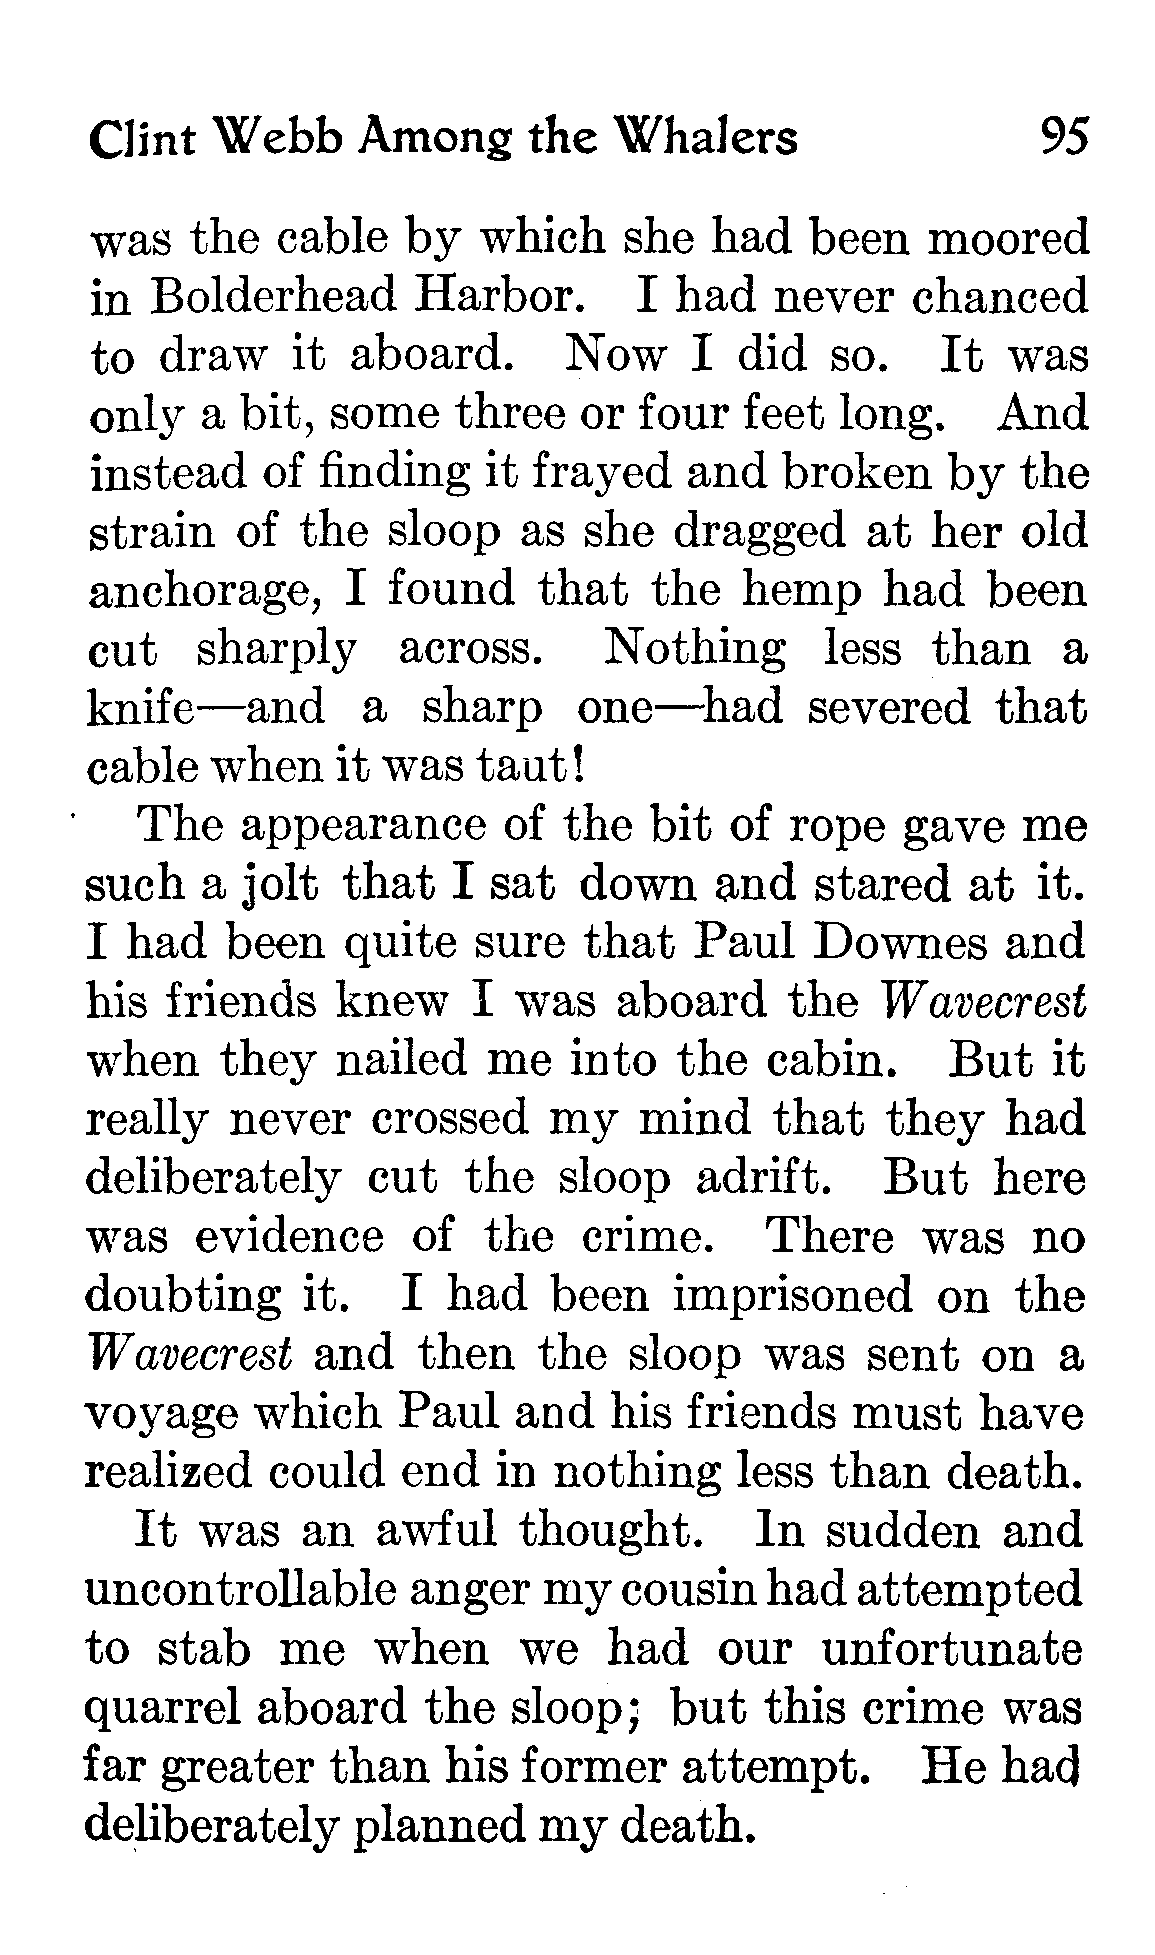 Clint Webb Among the Whalers 95
was the cable by which she had been moored
in Bolderhead Harbor. I had never chanced
to draw it aboard. Now I did so. It was
only a bit, some three or four feet long. And
instead of finding it frayed and broken by the
strain of the sloop as she dragged at her old
anchorage, I found that the hemp had been
cut sharply across. Nothing less than a
knife—and a sharp one—had severed that
cable when it was taut!
The appearance of the bit of rope gave me
such a jolt that I sat down and stared at it.
I had been quite sure that Paul Downes and
his friends knew I was aboard the Wavecrest
when they nailed me into the cabin. But it
really never crossed my mind that they had
deliberately cut the sloop adrift. But here
was evidence of the crime. There was no
doubting it. I had been imprisoned on the
Wavecrest and then the sloop was sent on a
voyage which Paul and his friends must have
realized could end in nothing less than death.
It was an awful thought. In sudden and
uncontrollable anger my cousin had attempted
to stab me when we had our unfortunate
quarrel aboard the sloop; but this crime was
far greater than his former attempt. He had
deliberately planned my death.